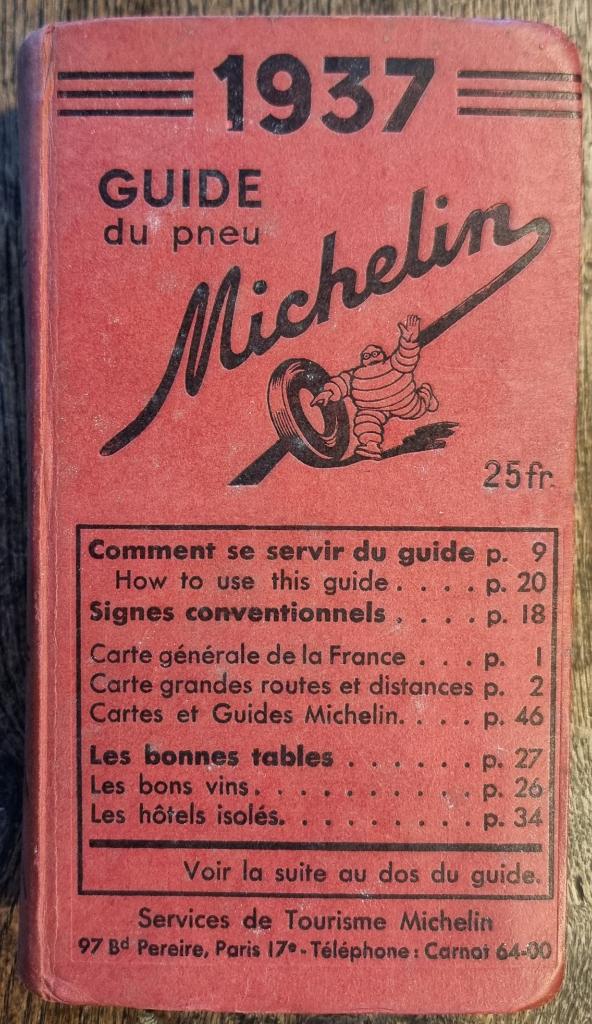 1937
GUIDE
du pneu
Michelin
25fr.
Comment se servir du guide p. 9
How to use this guide . . . . p. 20
Signes conventionnels . . . . p. 18
Carte générale de la France . . . p. 1
Carte grandes routes et distances p. 2
Cartes et Guides Michelin. . . . p. 46
Les bonnes tables . . . . . . p. 27
Les bons vins. . . . . . . . . . p. 26
Les hôtels isolés. . . . . . . . . p. 34
Voir la suite au dos du guide.
Services de Tourisme Michelin
97 Bd Pereire, Paris 17e - Téléphone : Carnot 64-00